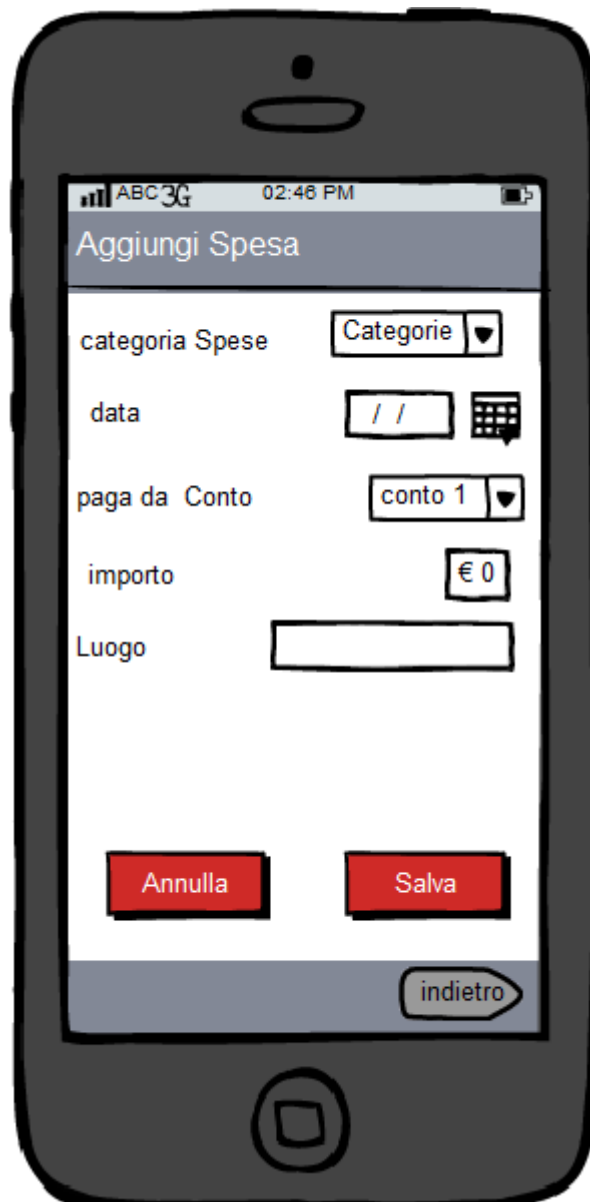 ABC 3G 02:46 PM
Aggiungi Spesa
categoria Spese Categorie
data / /
paga da Conto conto 1
importo € 0
Luogo
Annulla Salva
indietro